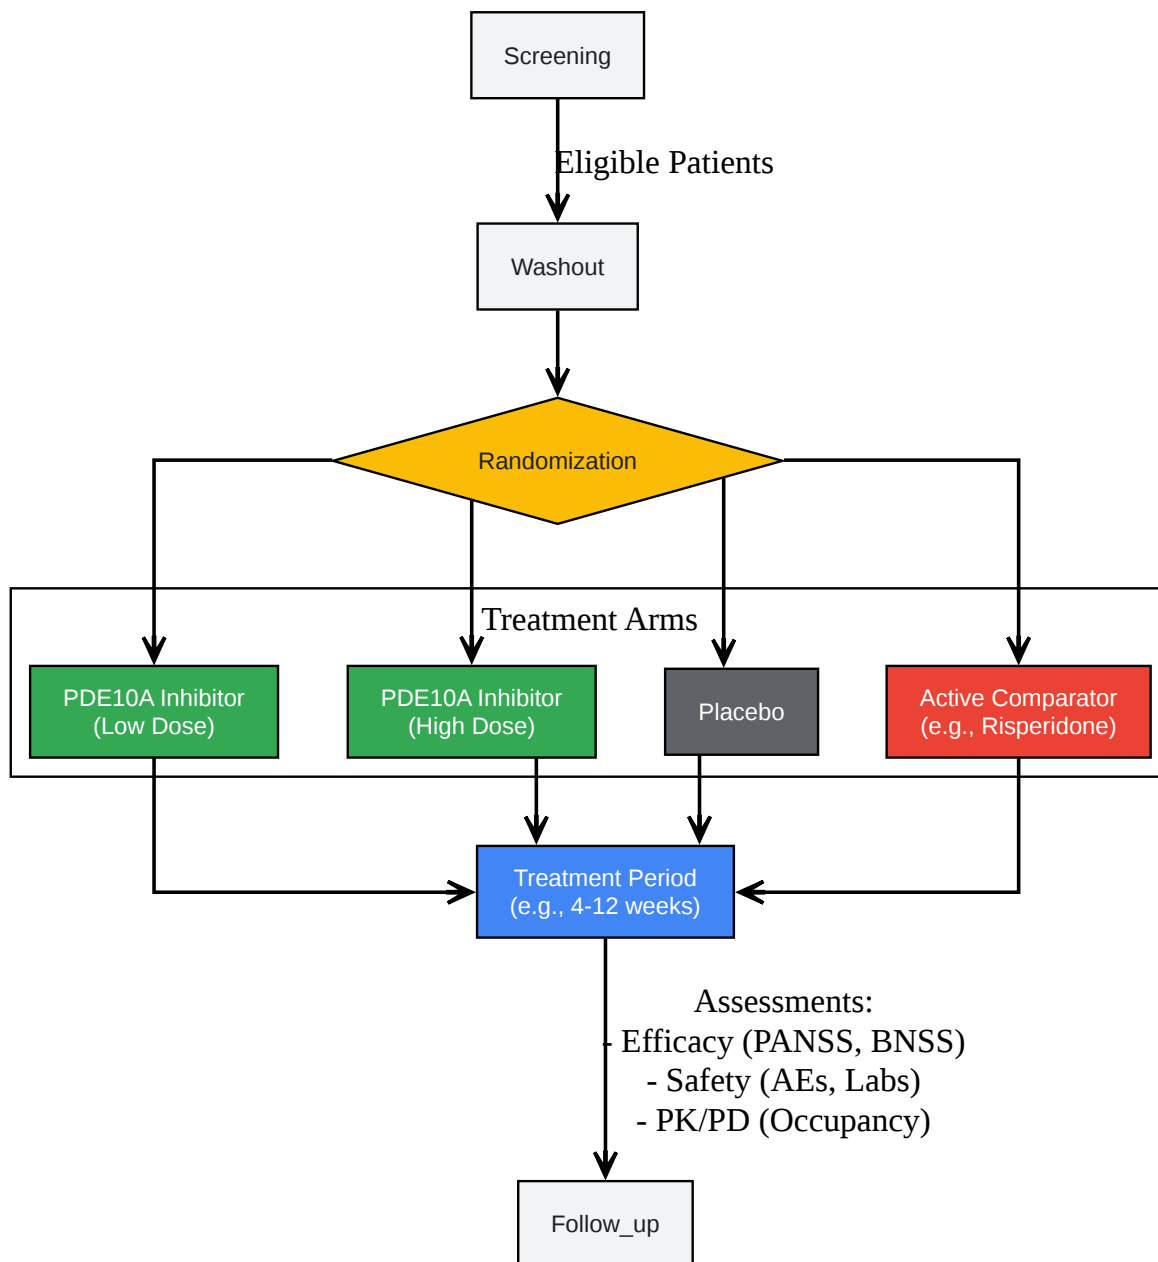 Screening
Eligible Patients
Washout
Randomization
Treatment Arms
PDE10A Inhibitor
(Low Dose)
PDE10A Inhibitor
(High Dose)
Placebo
Active Comparator
(e.g., Risperidone)
Treatment Period
(e.g., 4-12 weeks)
Assessments:
- Efficacy (PANSS, BNSS)
- Safety (AEs, Labs)
- PK/PD (Occupancy)
Follow_up